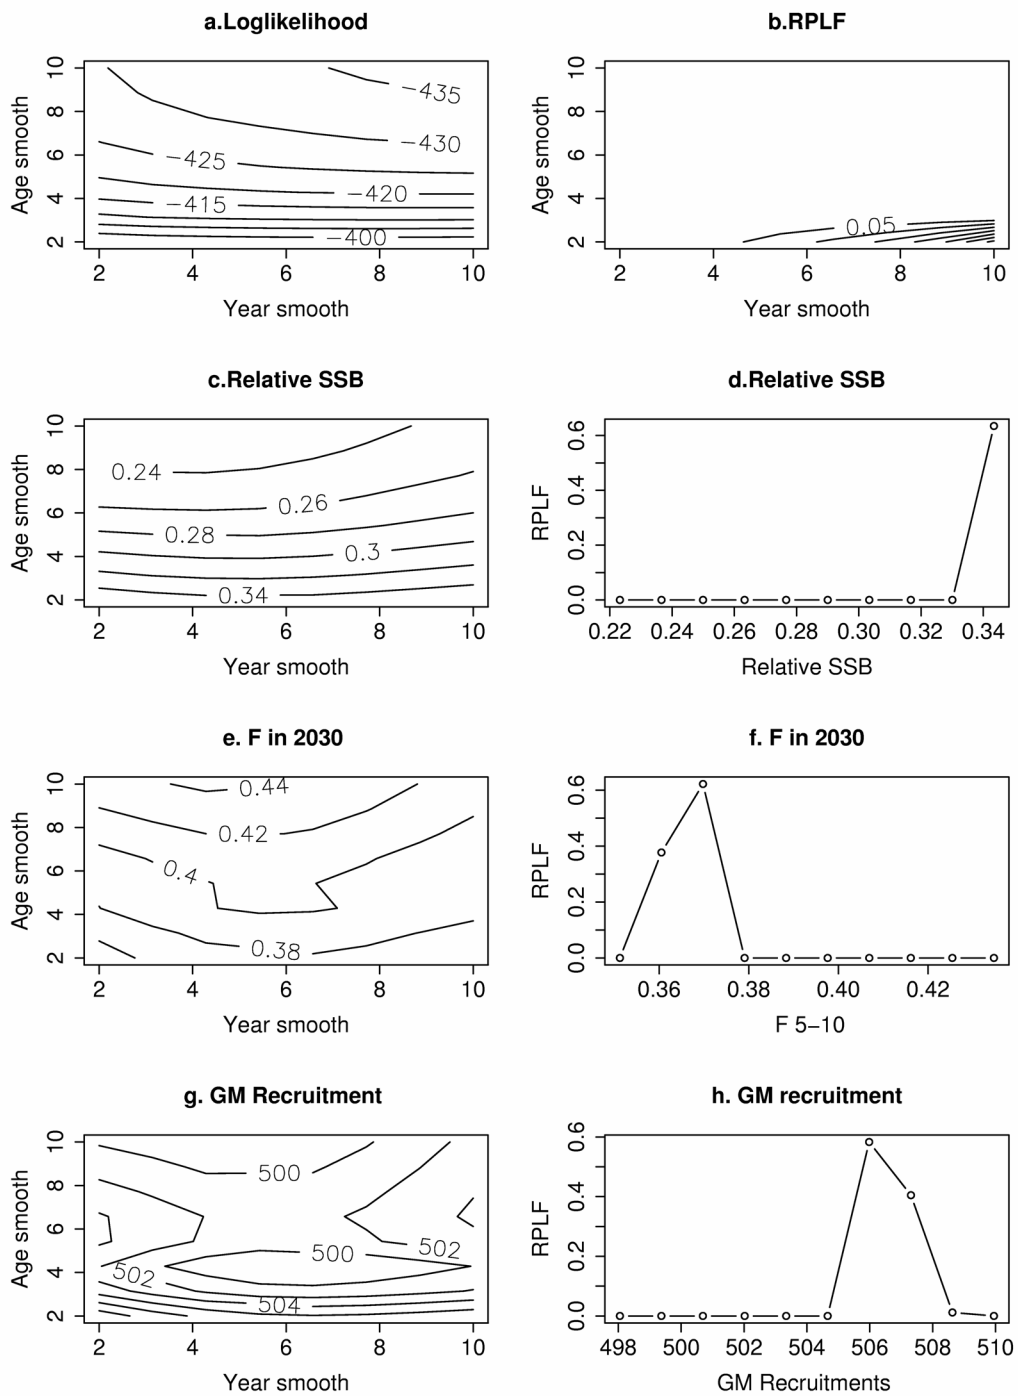 a.Loglikelihood
Age smooth
10
8
6
4
2
−435
−430
−425
−420
−415
−400
2 4 6 8 10
Year smooth
b.RPLF
Age smooth
10
8
6
4
2
0.05
2 4 6 8 10
Year smooth
c.Relative SSB
Age smooth
10
8
6
4
2
0.24
0.26
0.28
0.3
0.34
2 4 6 8 10
Year smooth
d.Relative SSB
RPLF
0.6
0.4
0.2
0.0
0.22 0.24 0.26 0.28 0.30 0.32 0.34
Relative SSB
e. F in 2030
Age smooth
10
8
6
4
2
0.44
0.42
0.4
0.38
2 4 6 8 10
Year smooth
f. F in 2030
RPLF
0.6
0.4
0.2
0.0
0.36 0.38 0.40 0.42
F 5−10
g. GM Recruitment
Age smooth
10
8
6
4
2
500
500
502
502
504
2 4 6 8 10
Year smooth
h. GM recruitment
RPLF
0.6
0.4
0.2
0.0
498 500 502 504 506 508 510
GM Recruitments